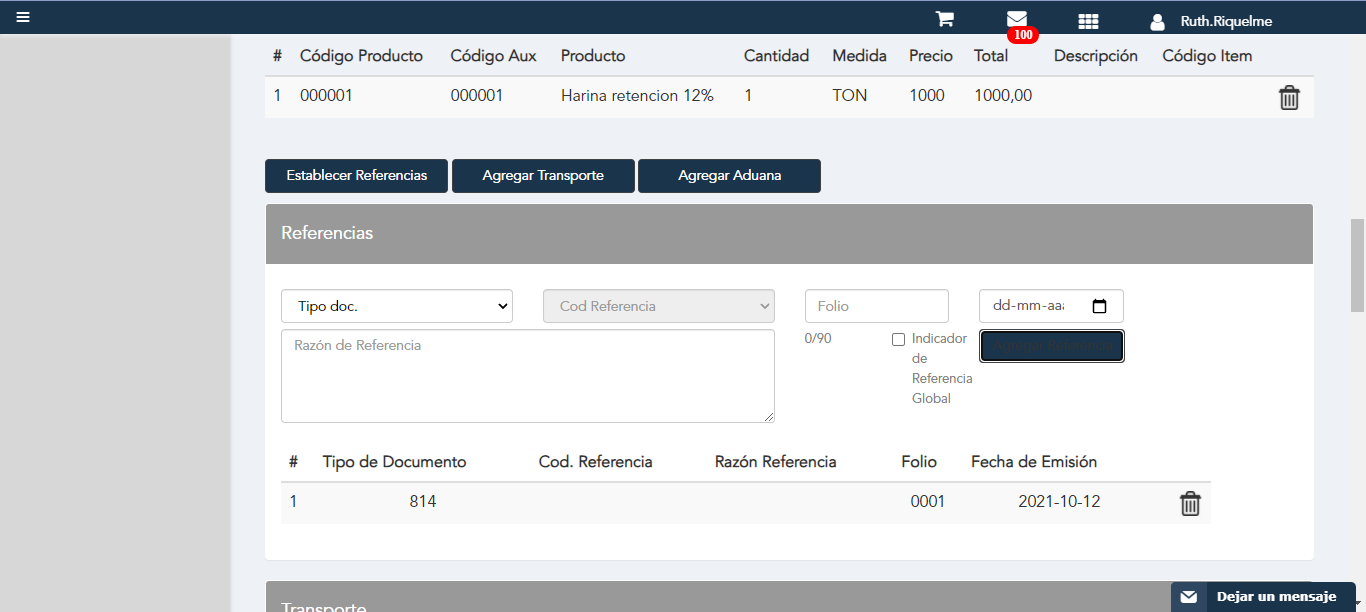 100
Ruth.Riquelme
# Código Producto Código Aux Producto Cantidad Medida Precio Total Descripción Código Item
1 000001 000001 Harina retencion 12% 1 TON 1000 1000,00
Establecer Referencias Agregar Transporte Agregar Aduana
Referencias
Tipo doc. Cod Referencia Folio dd-mm-aaa
Razón de Referencia 0/90 Indicador
de
Referencia
Global
Agregar Referencia
# Tipo de Documento Cod. Referencia Razón Referencia Folio Fecha de Emisión
1 814 0001 2021-10-12
Transporte
Dejar un mensaje